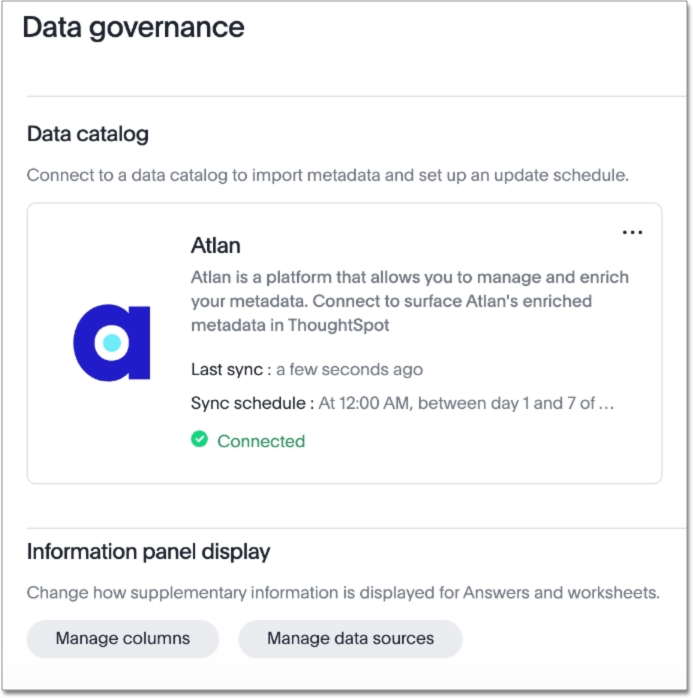 Data governance
Data catalog
Connect to a data catalog to import metadata and set up an update schedule.
Atlan
Atlan is a platform that allows you to manage and enrich
your metadata. Connect to surface Atlan's enriched
metadata in ThoughtSpot
Last sync : a few seconds ago
Sync schedule : At 12:00 AM, between day 1 and 7 of ...
Connected
Information panel display
Change how supplementary information is displayed for Answers and worksheets.
Manage columns Manage data sources